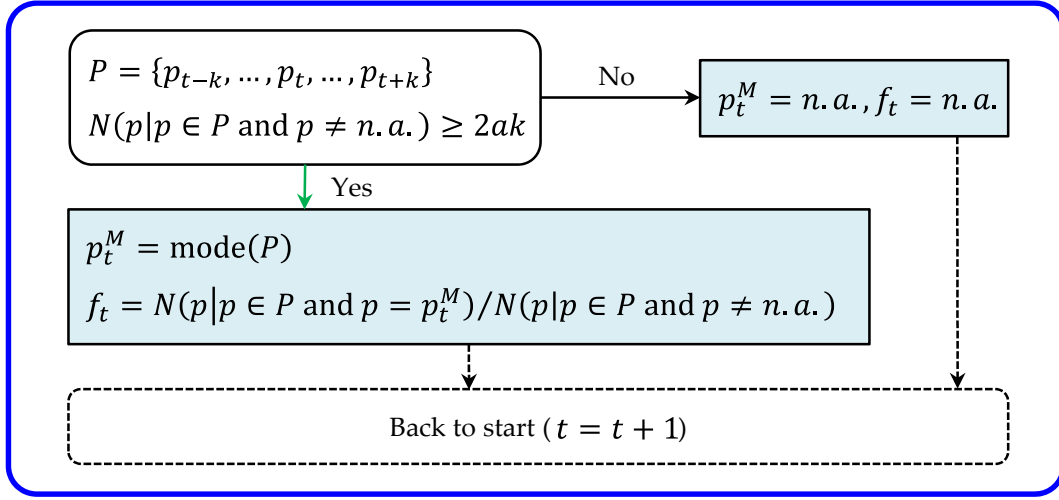 P = {p_{t−k}, … , p_t, … , p_{t+k}}
N(p|p ∈ P and p ≠ n.a.) ≥ 2ak
No
p_t^M = n.a., f_t = n.a.
Yes
p_t^M = mode(P)
f_t = N(p|p ∈ P and p = p_t^M)/N(p|p ∈ P and p ≠ n.a.)
Back to start (t = t + 1)